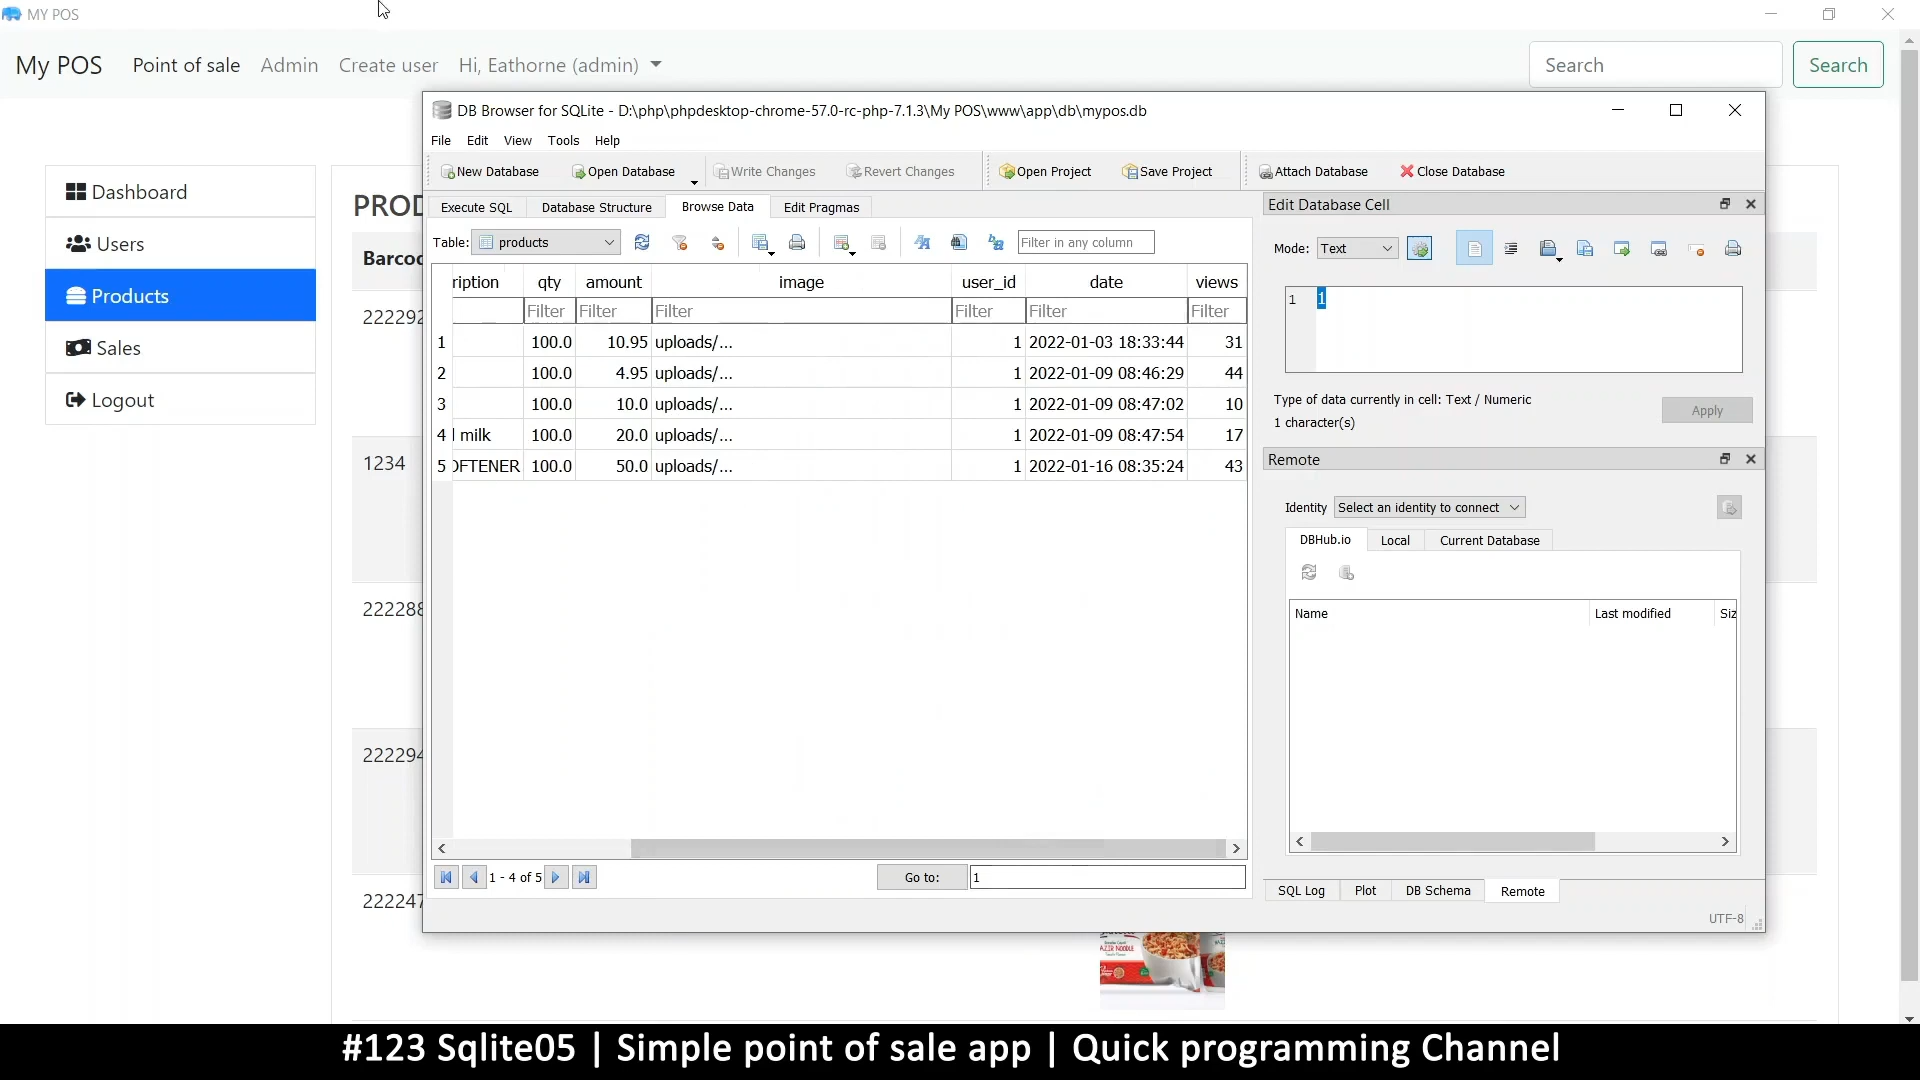 MY POS
My POS Point of sale Admin Create user Hi, Eathorne (admin) Search Search
Dashboard
Users
Products
Sales
Logout
PROD
Barcod
222292
1234
222288
222294
222247
DB Browser for SQLite - D:\php\phpdesktop-chrome-57.0-rc-php-7.1.3\My POS\www\app\db\mypos.db
File Edit View Tools Help
New Database Open Database Write Changes Revert Changes Open Project Save Project Attach Database Close Database
Execute SQL Database Structure Browse Data Edit Pragmas
Table: products Filter in any column
ription qty amount image user_id date views
Filter Filter Filter Filter Filter Filter
1 100.0 10.95 uploads/... 1 2022-01-03 18:33:44 31
2 100.0 4.95 uploads/... 1 2022-01-09 08:46:29 44
3 100.0 10.0 uploads/... 1 2022-01-09 08:47:02 10
4 l milk 100.0 20.0 uploads/... 1 2022-01-09 08:47:54 17
5 OFTENER 100.0 50.0 uploads/... 1 2022-01-16 08:35:24 43
1 - 4 of 5 Go to: 1
Edit Database Cell
Mode: Text
1 1
Type of data currently in cell: Text / Numeric
1 character(s)
Apply
Remote
Identity Select an identity to connect
DBHub.io Local Current Database
Name Last modified Siz
SQL Log Plot DB Schema Remote
UTF-8
#123 Sqlite05 | Simple point of sale app | Quick programming Channel